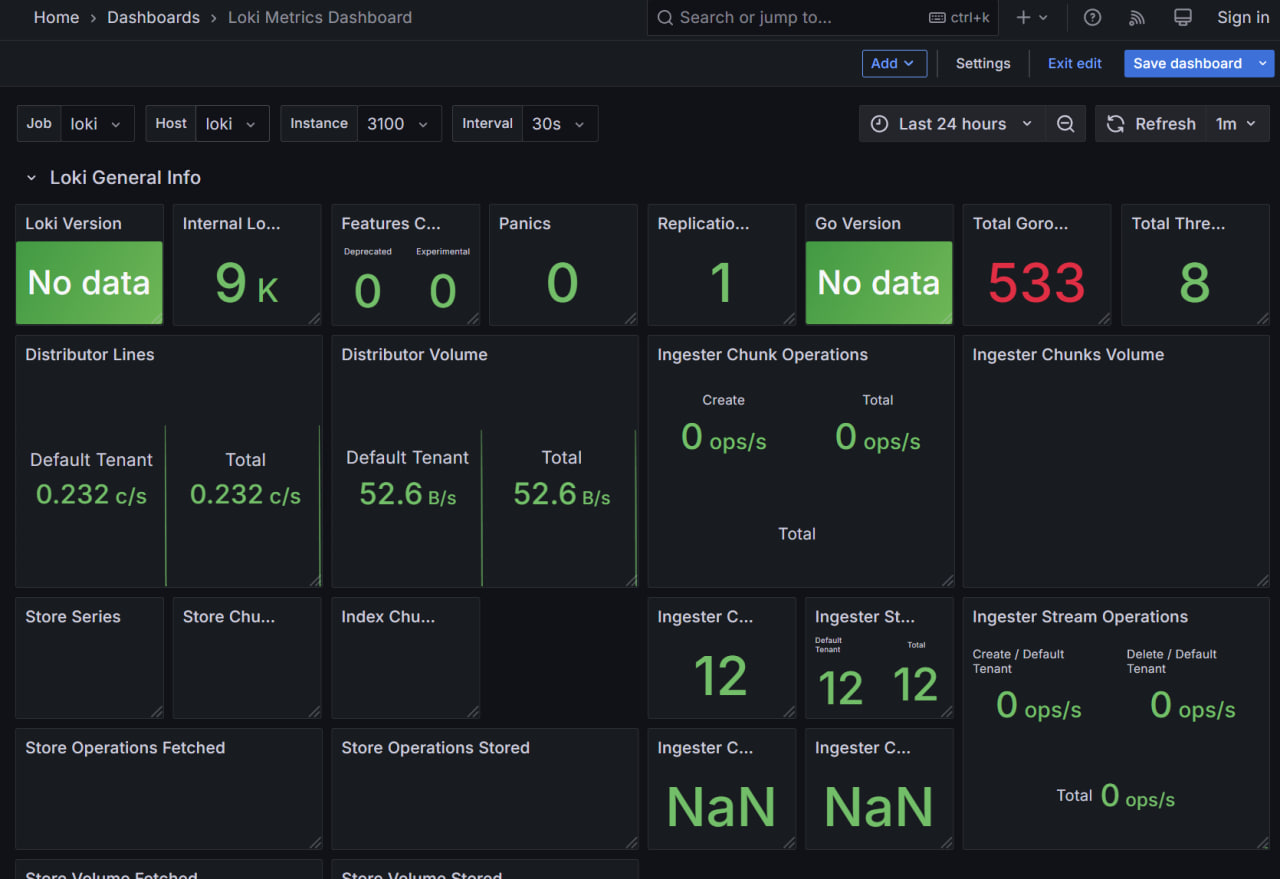 Home › Dashboards › Loki Metrics Dashboard
Search or jump to... ctrl+k
Sign in
Add Settings Exit edit Save dashboard
Job loki Host loki Instance 3100 Interval 30s Last 24 hours Refresh 1m
Loki General Info
Loki Version
No data
Internal Lo...
9 K
Features C...
Deprecated Experimental
0 0
Panics
0
Replicatio...
1
Go Version
No data
Total Goro...
533
Total Thre...
8
Distributor Lines
Default Tenant Total
0.232 c/s 0.232 c/s
Distributor Volume
Default Tenant Total
52.6 B/s 52.6 B/s
Ingester Chunk Operations
Create Total
0 ops/s 0 ops/s
Total
Ingester Chunks Volume
Store Series
Store Chu...
Index Chu...
Ingester C...
12
Ingester St...
Default
Tenant
Total
12 12
Ingester Stream Operations
Create / Default
Tenant
0 ops/s
Delete / Default
Tenant
0 ops/s
Total 0 ops/s
Store Operations Fetched
Store Operations Stored
Ingester C...
NaN
Ingester C...
NaN
Store Volume Fetched
Store Volume Stored